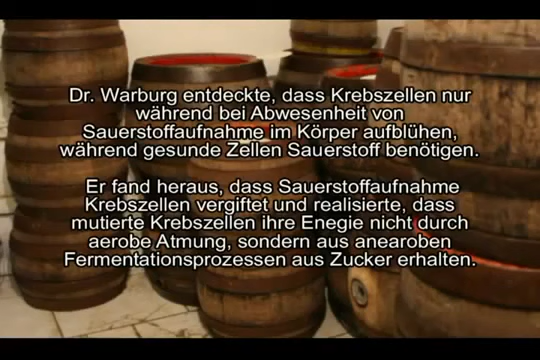 Dr. Warburg entdeckte, dass Krebszellen nur
während bei Abwesenheit von
Sauerstoffaufnahme im Körper aufblühen,
während gesunde Zellen Sauerstoff benötigen.
Er fand heraus, dass Sauerstoffaufnahme
Krebszellen vergiftet und realisierte, dass
mutierte Krebszellen ihre Enegie nicht durch
aerobe Atmung, sondern aus anearoben
Fermentationsprozessen aus Zucker erhalten.